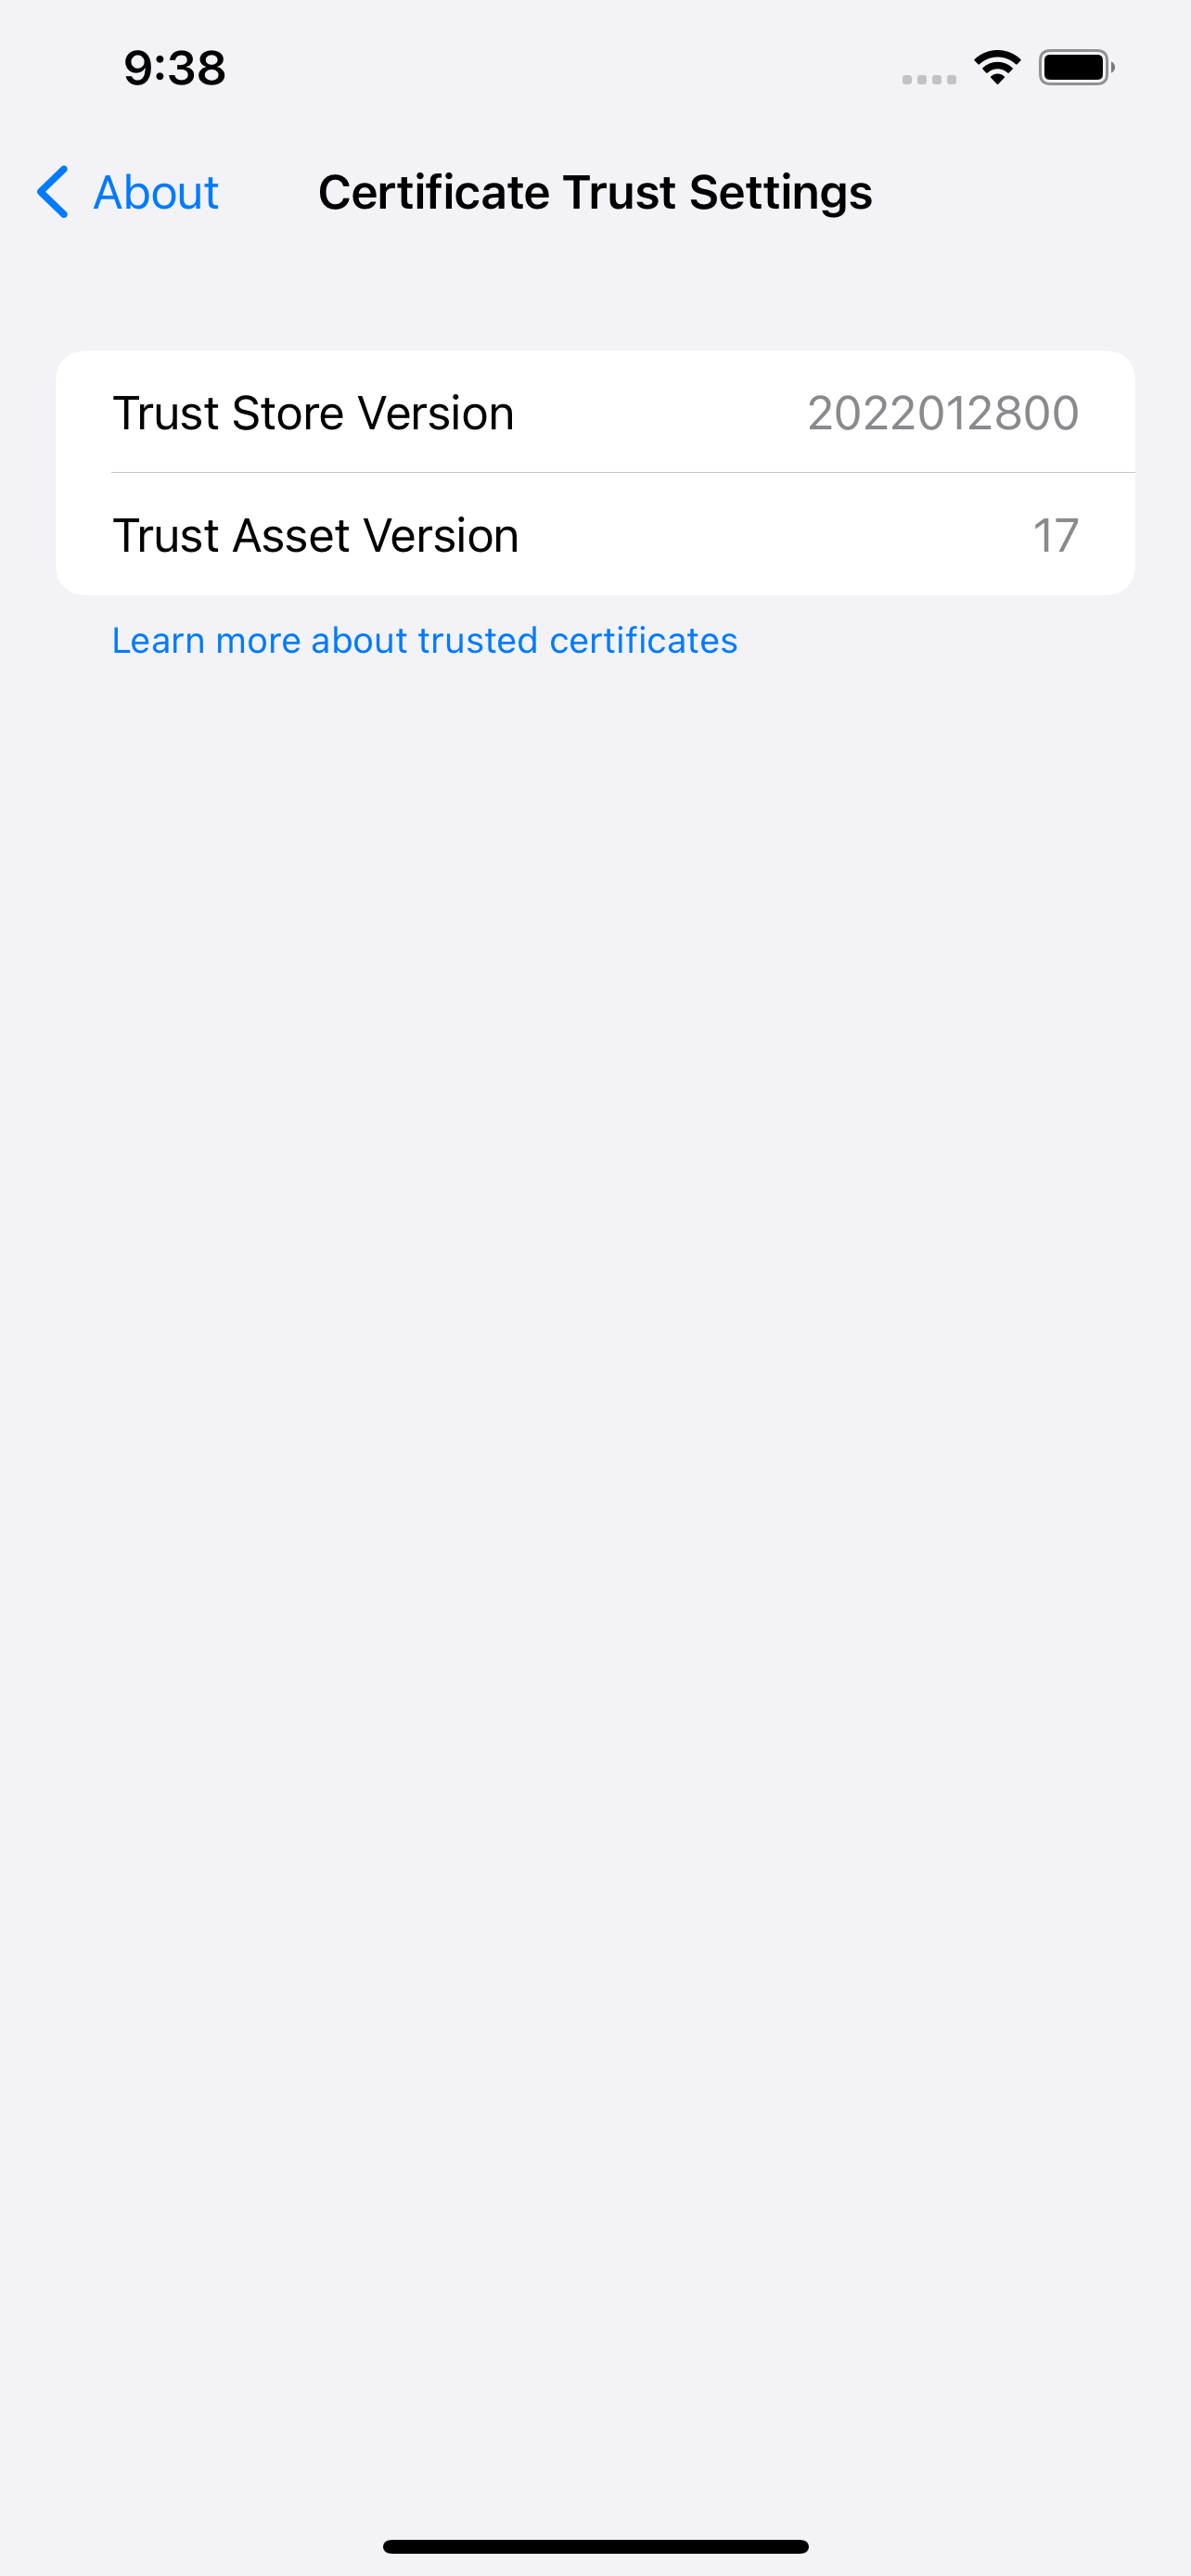 9:38
About
Certificate Trust Settings
Trust Store Version 2022012800
Trust Asset Version 17
Learn more about trusted certificates